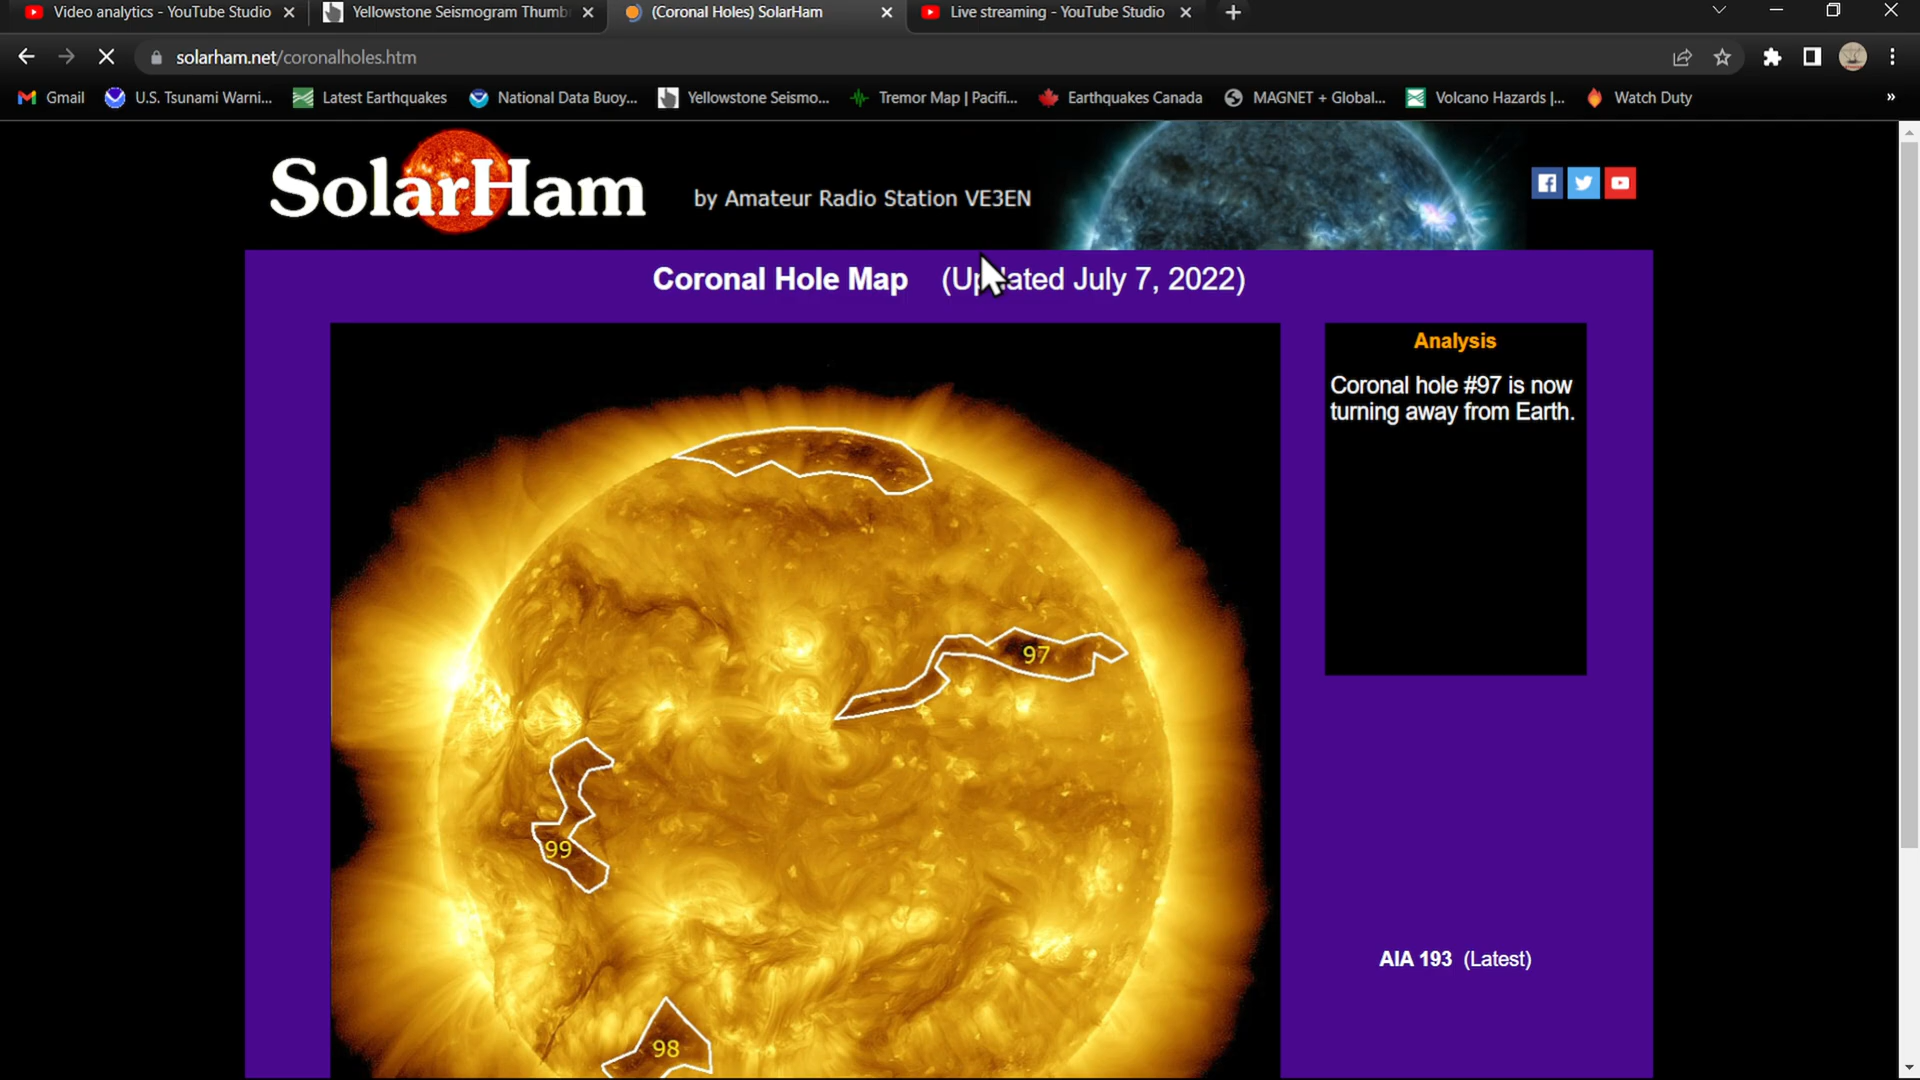 Video analytics - YouTube Studio
Yellowstone Seismogram Thumb
(Coronal Holes) SolarHam
Live streaming - YouTube Studio
solarham.net/coronalholes.htm
Gmail
U.S. Tsunami Warni...
Latest Earthquakes
National Data Buoy...
Yellowstone Seismo...
Tremor Map | Pacifi...
Earthquakes Canada
MAGNET + Global...
Volcano Hazards |...
Watch Duty
SolarHam
by Amateur Radio Station VE3EN
Coronal Hole Map (Updated July 7, 2022)
Analysis
Coronal hole #97 is now
turning away from Earth.
97
99
AIA 193 (Latest)
98